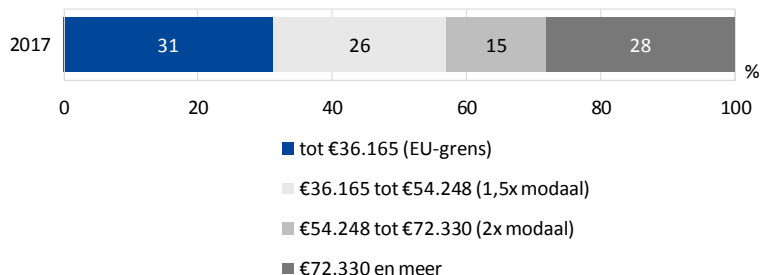 2017 31 26 15 28
%
0 20 40 60 80 100
tot €36.165 (EU-grens)
€36.165 tot €54.248 (1,5x modaal)
€54.248 tot €72.330 (2x modaal)
€72.330 en meer